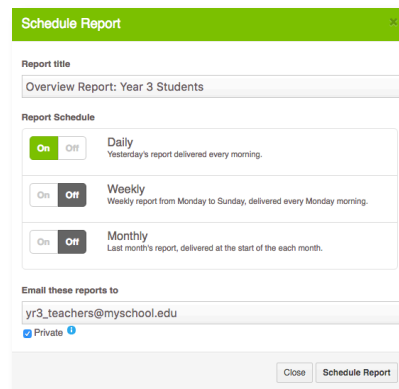 Schedule Report
×
Report title
Overview Report: Year 3 Students
Report Schedule
On Off
Daily
Yesterday's report delivered every morning.
On Off
Weekly
Weekly report from Monday to Sunday, delivered every Monday morning.
On Off
Monthly
Last month's report, delivered at the start of the each month.
Email these reports to
yr3_teachers@myschool.edu
Private i
Close Schedule Report